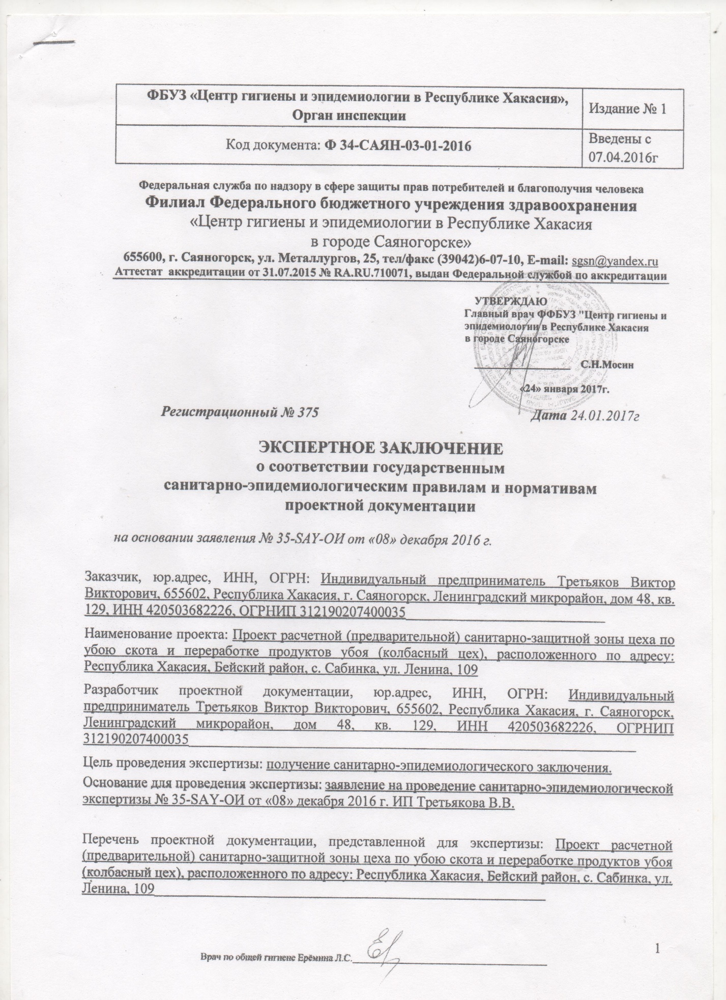 ФБУЗ «Центр гигиены и эпидемиологии в Республике Хакасия»,
Орган инспекции
Издание № 1
Код документа: Ф 34-САЯН-03-01-2016
Введены с
07.04.2016г
Федеральная служба по надзору в сфере защиты прав потребителей и благополучия человека
Филиал Федерального бюджетного учреждения здравоохранения
«Центр гигиены и эпидемиологии в Республике Хакасия
в городе Саяногорске»
655600, г. Саяногорск, ул. Металлургов, 25, тел/факс (39042)6-07-10, E-mail: sgsn@yandex.ru
Аттестат аккредитации от 31.07.2015 № RA.RU.710071, выдан Федеральной службой по аккредитации
УТВЕРЖДАЮ
Главный врач ФФБУЗ "Центр гигиены и
эпидемиологии в Республике Хакасия
в городе Саяногорске
С.Н.Мосин
«24» января 2017г.
Регистрационный № 375
Дата 24.01.2017г
ЭКСПЕРТНОЕ ЗАКЛЮЧЕНИЕ
о соответствии государственным
санитарно-эпидемиологическим правилам и нормативам
проектной документации
на основании заявления № 35-SAY-ОИ от «08» декабря 2016 г.
Заказчик, юр.адрес, ИНН, ОГРН: Индивидуальный предприниматель Третьяков Виктор
Викторович, 655602, Республика Хакасия, г. Саяногорск, Ленинградский микрорайон, дом 48, кв.
129, ИНН 420503682226, ОГРНИП 312190207400035
Наименование проекта: Проект расчетной (предварительной) санитарно-защитной зоны цеха по
убою скота и переработке продуктов убоя (колбасный цех), расположенного по адресу:
Республика Хакасия, Бейский район, с. Сабинка, ул. Ленина, 109
Разработчик проектной документации, юр.адрес, ИНН, ОГРН: Индивидуальный
предприниматель Третьяков Виктор Викторович, 655602, Республика Хакасия, г. Саяногорск,
Ленинградский микрорайон, дом 48, кв. 129, ИНН 420503682226, ОГРНИП
312190207400035
Цель проведения экспертизы: получение санитарно-эпидемиологического заключения.
Основание для проведения экспертизы: заявление на проведение санитарно-эпидемиологической
экспертизы № 35-SAY-ОИ от «08» декабря 2016 г. ИП Третьякова В.В.
Перечень проектной документации, представленной для экспертизы: Проект расчетной
(предварительной) санитарно-защитной зоны цеха по убою скота и переработке продуктов убоя
(колбасный цех), расположенного по адресу: Республика Хакасия, Бейский район, с. Сабинка, ул.
Ленина, 109
1
Врач по общей гигиене Ерёмина Л.С.